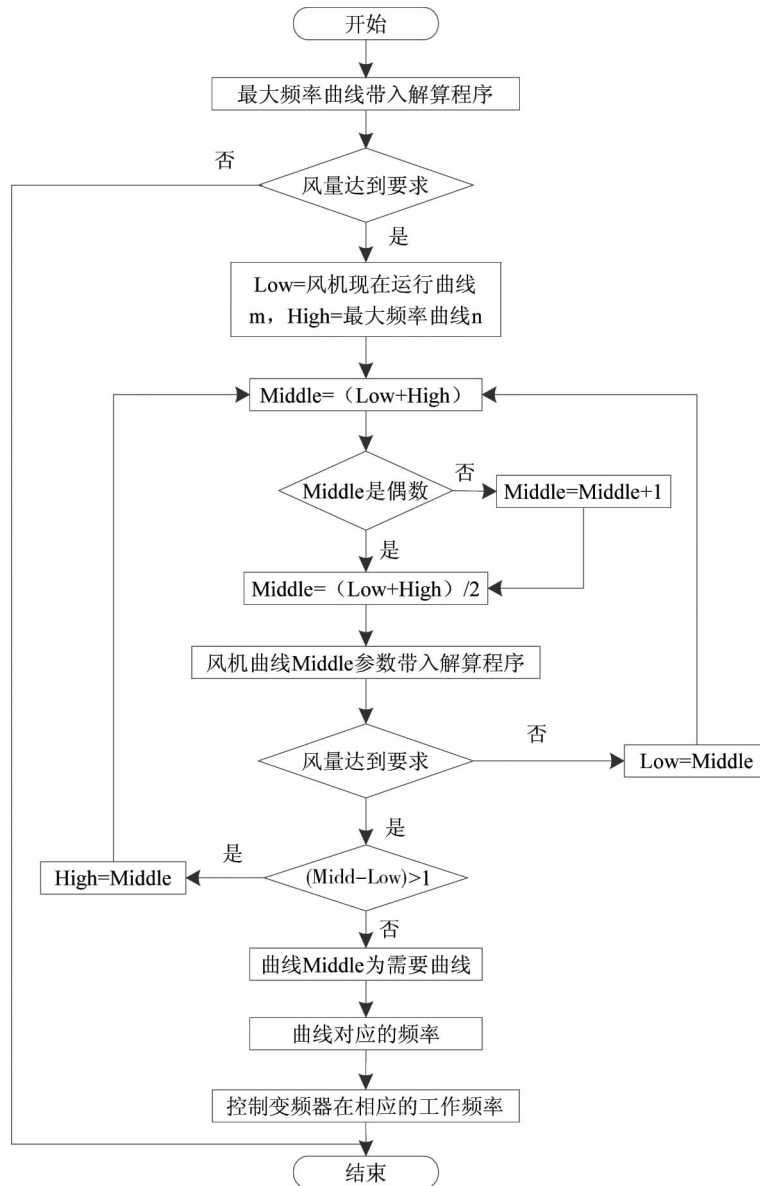 开始
最大频率曲线带入解算程序
否
风量达到要求
是
Low=风机现在运行曲线
m，High=最大频率曲线n
Middle=（Low+High）
Middle是偶数
否
Middle=Middle+1
是
Middle=（Low+High）/2
风机曲线Middle参数带入解算程序
风量达到要求
否
Low=Middle
是
(Midd-Low)>1
是
High=Middle
否
曲线Middle为需要曲线
曲线对应的频率
控制变频器在相应的工作频率
结束